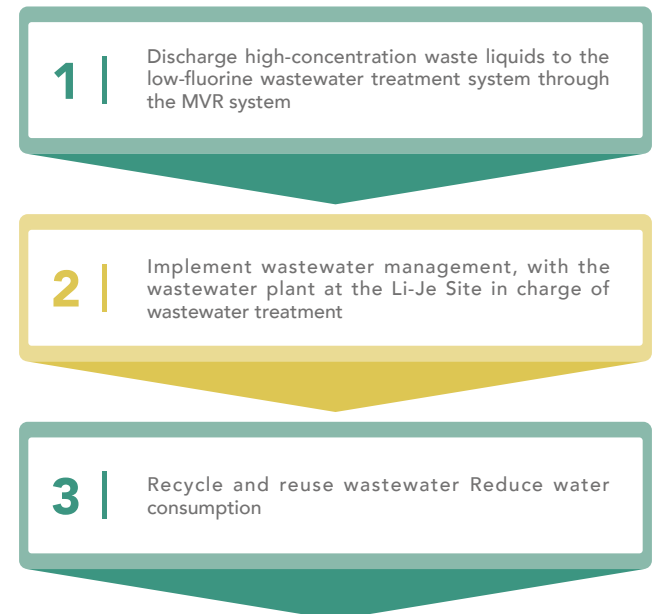 1
Discharge high-concentration waste liquids to the
low-fluorine wastewater treatment system through
the MVR system
2
Implement wastewater management, with the
wastewater plant at the Li-Je Site in charge of
wastewater treatment
3
Recycle and reuse wastewater Reduce water
consumption